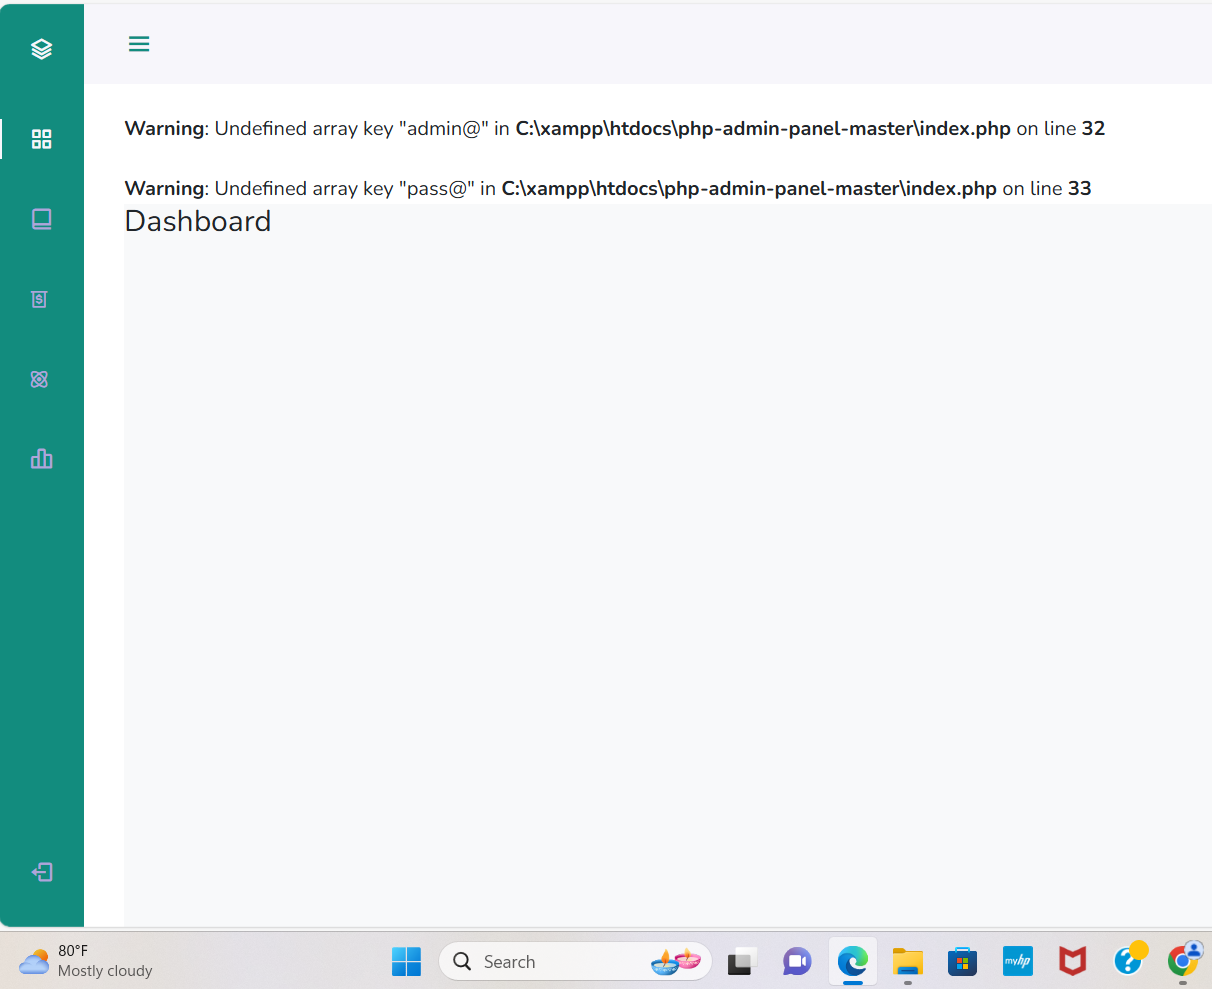 Warning: Undefined array key "admin@" in C:\xampp\htdocs\php-admin-panel-master\index.php on line 32
Warning: Undefined array key "pass@" in C:\xampp\htdocs\php-admin-panel-master\index.php on line 33
Dashboard
80°F
Mostly cloudy
Search
myhp